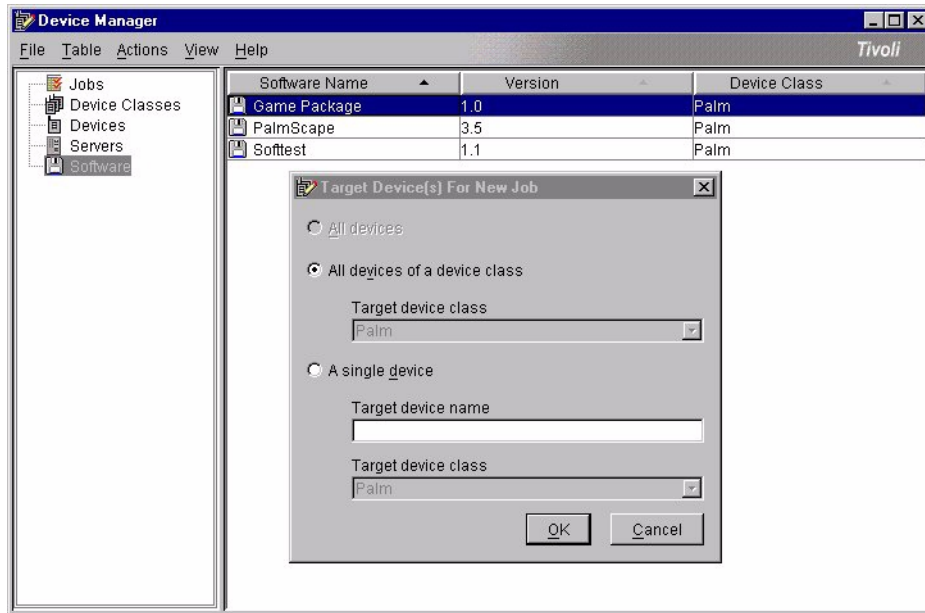 Device Manager
File Table Actions View Help
Tivoli
Jobs
Device Classes
Devices
Servers
Software
Software Name Version Device Class
Game Package 1.0 Palm
PalmScape 3.5 Palm
Softtest 1.1 Palm
Target Device(s) For New Job
All devices
All devices of a device class
Target device class
Palm
A single device
Target device name
Target device class
Palm
OK Cancel